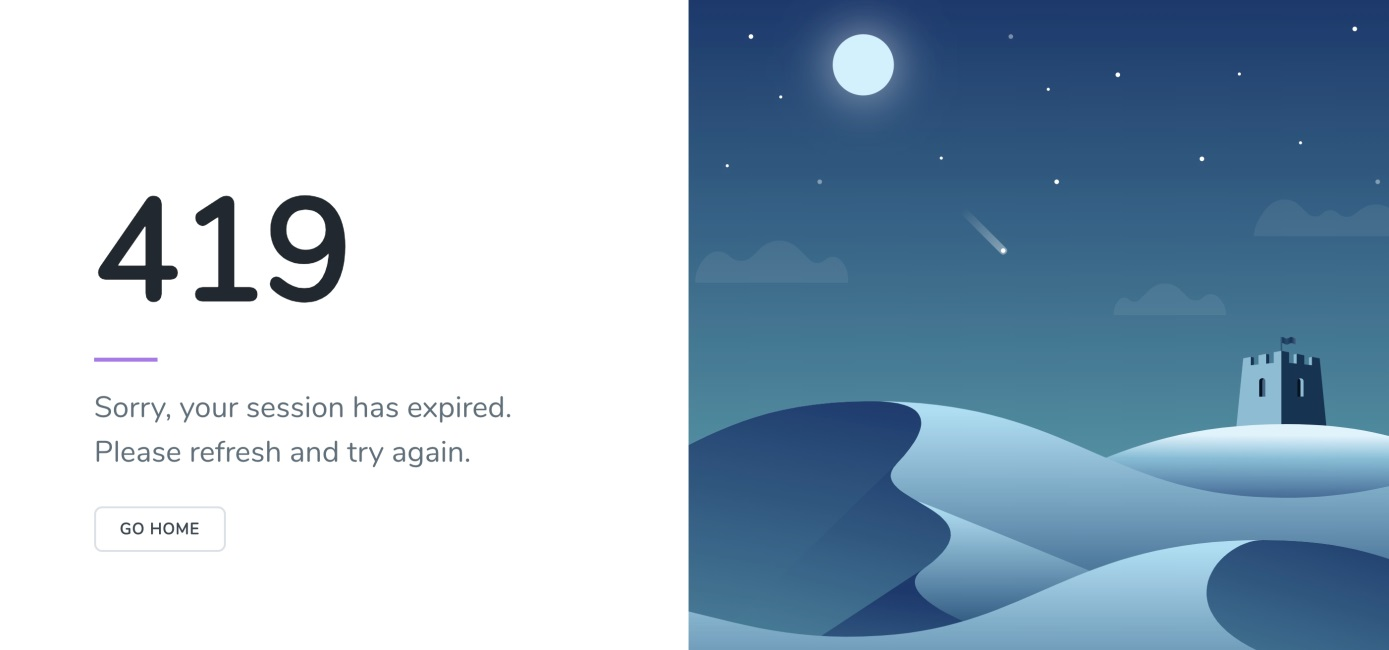 419
Sorry, your session has expired.
Please refresh and try again.
GO HOME